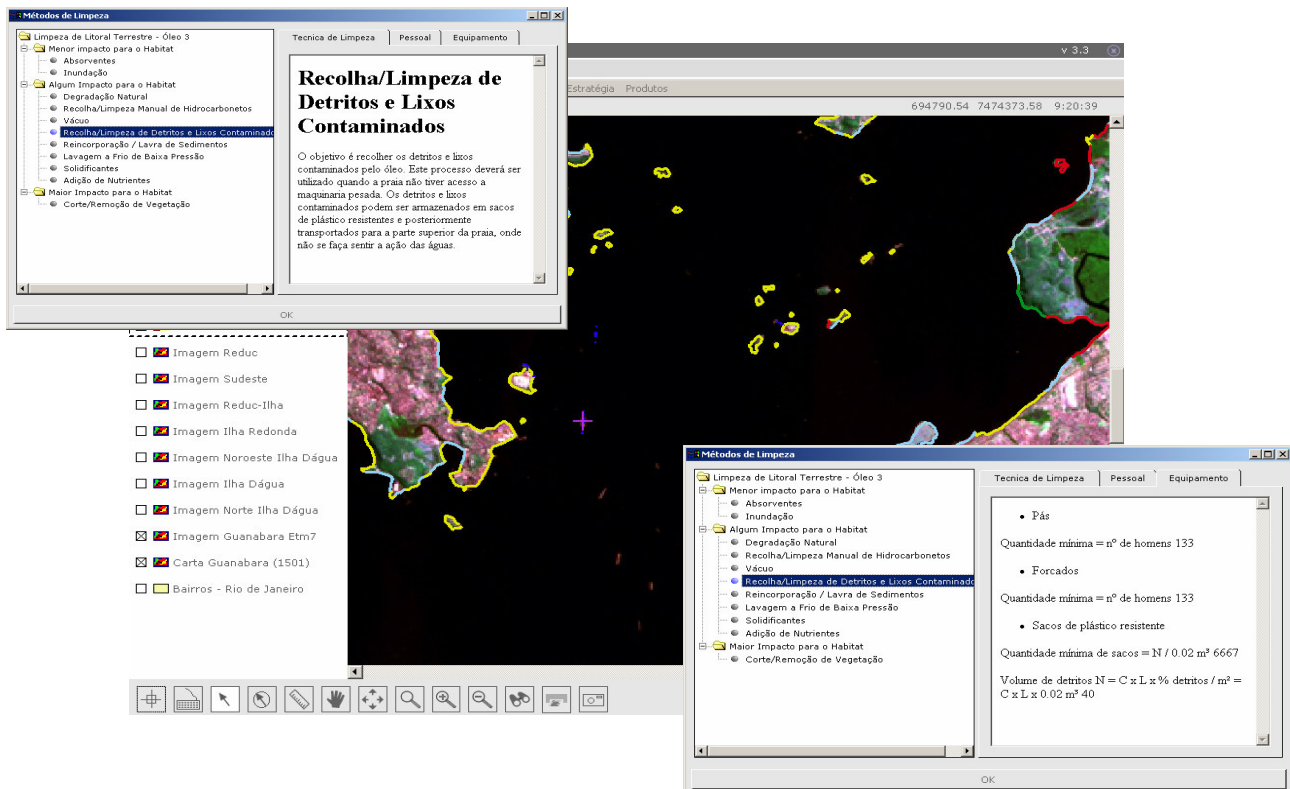 Métodos de Limpeza
Limpeza de Litoral Terrestre - Óleo 3
Menor impacto para o Habitat
Absorventes
Inundação
Algum Impacto para o Habitat
Degradação Natural
Recolha/Limpeza Manual de Hidrocarbonetos
Vácuo
Recolha/Limpeza de Detritos e Lixos Contaminado
Reincorporação / Lavra de Sedimentos
Lavagem a Frio de Baixa Pressão
Solidificantes
Adição de Nutrientes
Maior Impacto para o Habitat
Corte/Remoção de Vegetação
Tecnica de Limpeza Pessoal Equipamento
Recolha/Limpeza de
Detritos e Lixos
Contaminados
O objetivo é recolher os detritos e lixos
contaminados pelo óleo. Este processo deverá ser
utilizado quando a praia não tiver acesso a
maquinaria pesada. Os detritos e lixos
contaminados podem ser armazenados em sacos
de plástico resistentes e posteriormente
transportados para a parte superior da praia, onde
não se faça sentir a ação das águas.
OK
v 3.3
Estratégia Produtos
694790.54 7474373.58 9:20:39
Imagem Reduc
Imagem Sudeste
Imagem Reduc-Ilha
Imagem Ilha Redonda
Imagem Noroeste Ilha Dágua
Imagem Ilha Dágua
Imagem Norte Ilha Dágua
Imagem Guanabara Etm7
Carta Guanabara (1501)
Bairros - Rio de Janeiro
Métodos de Limpeza
Limpeza de Litoral Terrestre - Óleo 3
Menor impacto para o Habitat
Absorventes
Inundação
Algum Impacto para o Habitat
Degradação Natural
Recolha/Limpeza Manual de Hidrocarbonetos
Vácuo
Recolha/Limpeza de Detritos e Lixos Contaminado
Reincorporação / Lavra de Sedimentos
Lavagem a Frio de Baixa Pressão
Solidificantes
Adição de Nutrientes
Maior Impacto para o Habitat
Corte/Remoção de Vegetação
Tecnica de Limpeza Pessoal Equipamento
• Pás
Quantidade mínima = nº de homens 133
• Forcados
Quantidade mínima = nº de homens 133
• Sacos de plástico resistente
Quantidade mínima de sacos = N / 0.02 m³ 6667
Volume de detritos N = C x L x % detritos / m² =
C x L x 0.02 m³ 40
OK